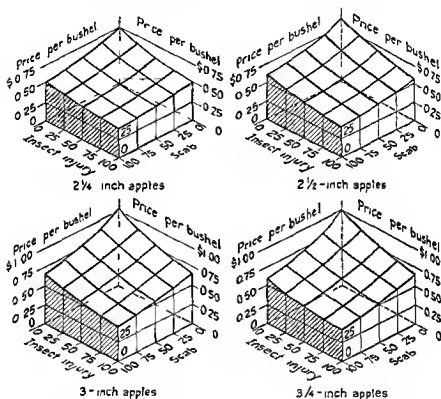 Price per bushel Price per bushel
$0 75 $0 75
0 50 0 50
0 25 0 25
0 0
25
0
0 25 50 75 100 100 75 50 25 0
Insect injury Scab
2¼ inch apples
Price per bushel Price per bushel
$0 75 $0 75
0 50 0 50
0 25 0 25
0 0
25
0
0 25 50 75 100 100 75 50 25 0
Insect injury Scab
2½-inch apples
Price per bushel Price per bushel
$1 00 $1 00
0.75 0.75
0.50 0 50
0.25 0.25
0 0
25
0
0 25 50 75 100 100 75 50 25 0
Insect injury Scab
3-inch apples
Price per bushel Price per bushel
$1 00 $1 00
0.75 0.75
0.50 0.50
0.25 0.25
0 0
25
0
0 25 50 75 100 100 75 50 25 0
Insect injury Scab
3¼-inch apples